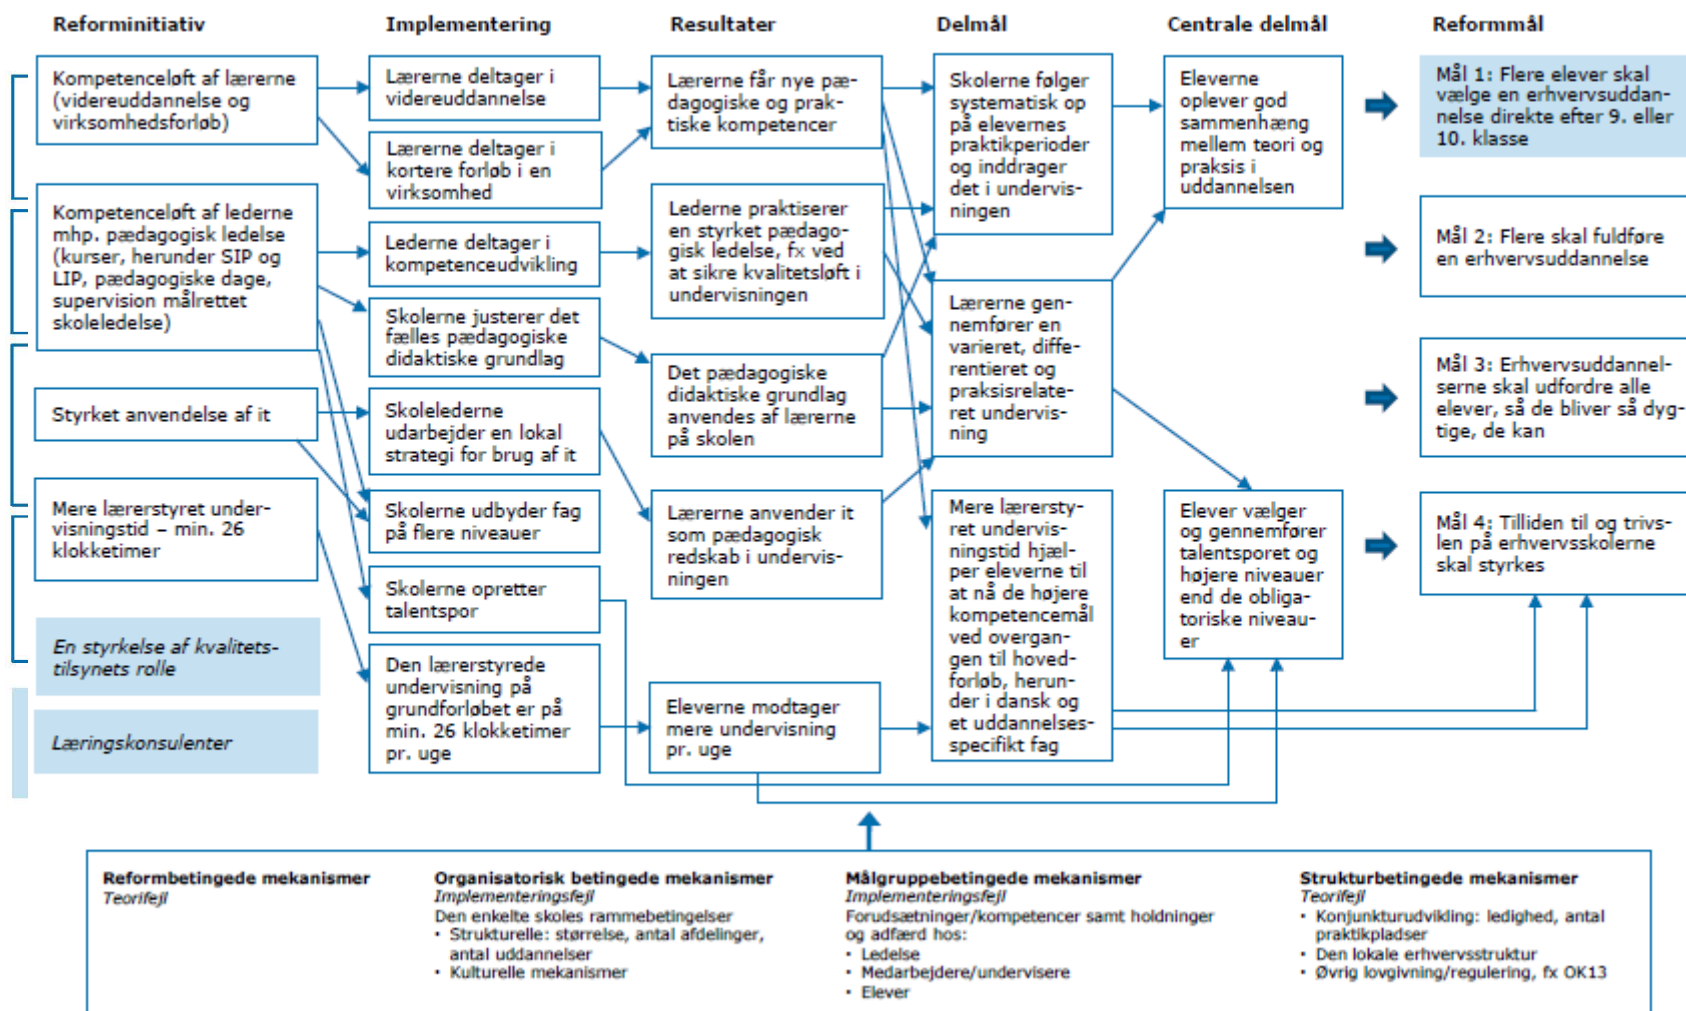 Reforminitiativ
Implementering
Resultater
Delmål
Centrale delmål
Reformmål
Kompetenceløft af lærerne
(videreuddannelse og
virksomhedsforløb)
Kompetenceløft af lederne
mhp. pædagogisk ledelse
(kurser, herunder SIP og
LIP, pædagogiske dage,
supervision målrettet
skoleledelse)
Styrket anvendelse af it
Mere lærerstyret under-
visningstid – min. 26
klokketimer
En styrkelse af kvalitets-
tilsynets rolle
Læringskonsulenter
Lærerne deltager i
videreuddannelse
Lærerne deltager i
kortere forløb i en
virksomhed
Lederne deltager i
kompetenceudvikling
Skolerne justerer det
fælles pædagogiske
didaktiske grundlag
Skolelederne
udarbejder en lokal
strategi for brug af it
Skolerne udbyder fag
på flere niveauer
Skolerne opretter
talentspor
Den lærerstyrede
undervisning på
grundforløbet er på
min. 26 klokketimer
pr. uge
Lærerne får nye pæ-
dagogiske og prak-
tiske kompetencer
Lederne praktiserer
en styrket pædago-
gisk ledelse, fx ved
at sikre kvalitetsløft i
undervisningen
Det pædagogiske
didaktiske grundlag
anvendes af lærerne
på skolen
Lærerne anvender it
som pædagogisk
redskab i undervis-
ningen
Eleverne modtager
mere undervisning
pr. uge
Skolerne følger
systematisk op
på elevernes
praktikperioder
og inddrager
det i undervis-
ningen
Lærerne gen-
nemfører en
varieret, diffe-
rentieret og
praksisrelate-
ret undervis-
ning
Mere lærersty-
ret undervis-
ningstid hjæl-
per eleverne til
at nå de højere
kompetencemål
ved overgan-
gen til hoved-
forløb, herun-
der i dansk og
et uddannelses-
specifikt fag
Eleverne
oplever god
sammenhæng
mellem teori og
praksis i
uddannelsen
Elever vælger
og gennemfører
talentsporet og
højere niveauer
end de obliga-
toriske niveau-
er
Mål 1: Flere elever skal
vælge en erhvervsuddan-
nelse direkte efter 9. eller
10. klasse
Mål 2: Flere skal fuldføre
en erhvervsuddannelse
Mål 3: Erhvervsuddannel-
serne skal udfordre alle
elever, så de bliver så dyg-
tige, de kan
Mål 4: Tilliden til og trivs-
len på erhvervsskolerne
skal styrkes
Reformbetingede mekanismer
Teorifejl
Organisatorisk betingede mekanismer
Implementeringsfejl
Den enkelte skoles rammebetingelser
• Strukturelle: størrelse, antal afdelinger,
antal uddannelser
• Kulturelle mekanismer
Målgruppebetingede mekanismer
Implementeringsfejl
Forudsætninger/kompetencer samt holdninger
og adfærd hos:
• Ledelse
• Medarbejdere/undervisere
• Elever
Strukturbetingede mekanismer
Teorifejl
• Konjunkturudvikling: ledighed, antal
praktikpladser
• Den lokale erhvervsstruktur
• Øvrig lovgivning/regulering, fx OK13